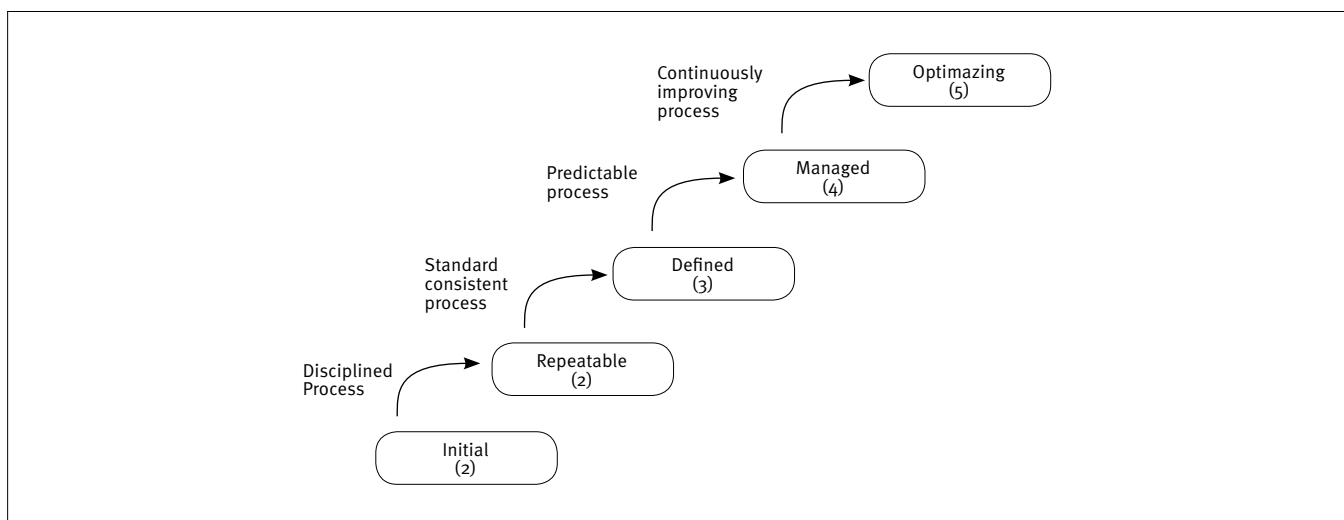 Continuously
improving
process
Optimazing
(5)
Predictable
process
Managed
(4)
Standard
consistent
process
Defined
(3)
Disciplined
Process
Repeatable
(2)
Initial
(2)